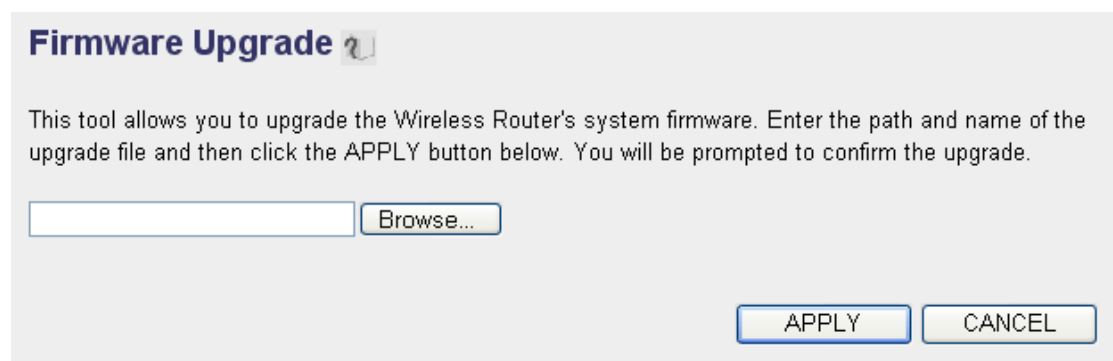 Firmware Upgrade
This tool allows you to upgrade the Wireless Router's system firmware. Enter the path and name of the
upgrade file and then click the APPLY button below. You will be prompted to confirm the upgrade.
Browse...
APPLY CANCEL